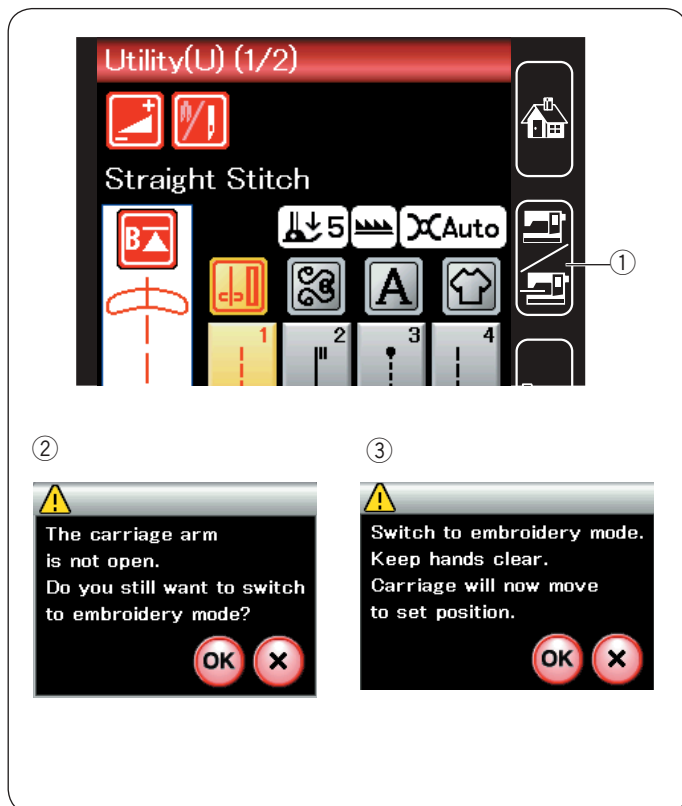 Utility(U) (1/2)
Straight Stitch
B
5
Auto
A
1 2 3 4
①
② ③
The carriage arm
is not open.
Do you still want to switch
to embroidery mode?
OK ×
Switch to embroidery mode.
Keep hands clear.
Carriage will now move
to set position.
OK ×